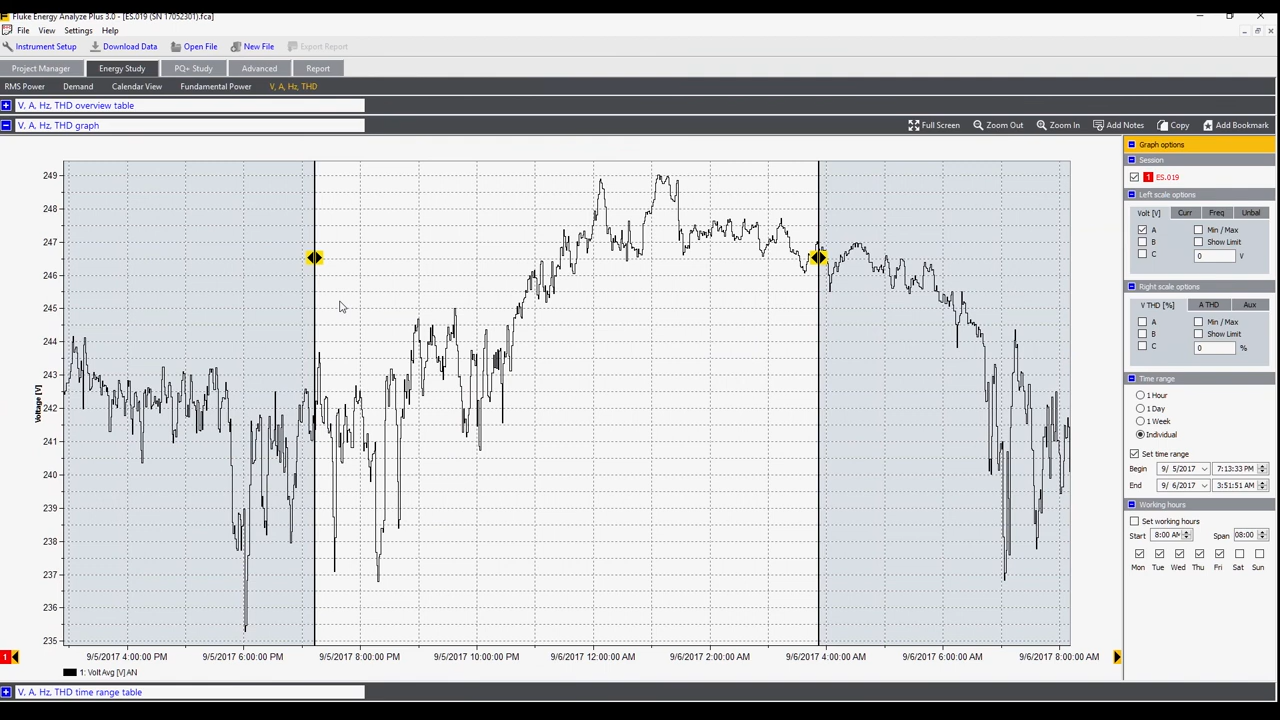 Fluke Energy Analyze Plus 3.0 - [ES.019 (SN 17052301).fca]
File View Settings Help
Instrument Setup Download Data Open File New File Export Report
Project Manager Energy Study PQ+ Study Advanced Report
RMS Power Demand Calendar View Fundamental Power V, A, Hz, THD
V, A, Hz, THD overview table
V, A, Hz, THD graph Full Screen Zoom Out Zoom In Add Notes Copy Add Bookmark
Graph options
Session
1 ES.019
Left scale options
Volt [V] Curr Freq Unbal
A Min / Max
B Show Limit
C 0 V
Right scale options
V THD [%] A THD Aux
A Min / Max
B Show Limit
C 0 %
Time range
1 Hour
1 Day
1 Week
Individual
Set time range
Begin 9/ 5/2017 7:13:33 PM
End 9/ 6/2017 3:51:51 AM
Working hours
Set working hours
Start 8:00 AM Span 08:00
Mon Tue Wed Thu Fri Sat Sun
Voltage [V]
249
248
247
246
245
244
243
242
241
240
239
238
237
236
235
1
9/5/2017 4:00:00 PM 9/5/2017 6:00:00 PM 9/5/2017 8:00:00 PM 9/5/2017 10:00:00 PM 9/6/2017 12:00:00 AM 9/6/2017 2:00:00 AM 9/6/2017 4:00:00 AM 9/6/2017 6:00:00 AM 9/6/2017 8:00:00 AM
1: Volt Avg [V] AN
V, A, Hz, THD time range table